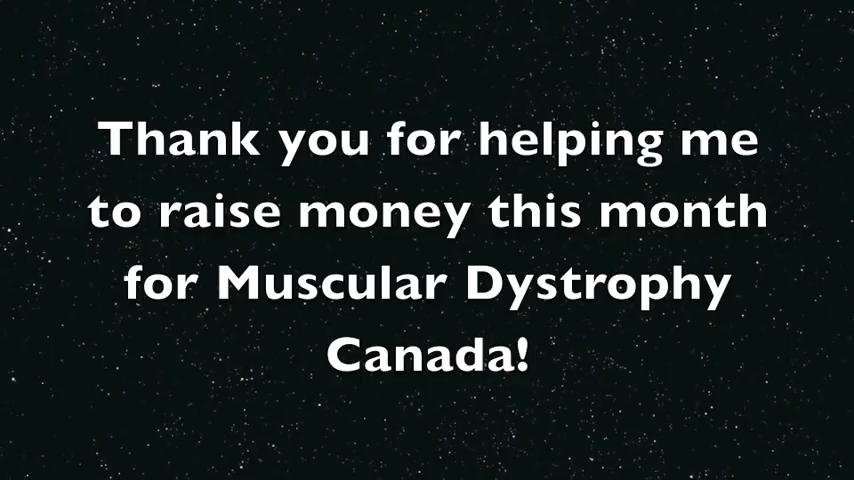 Thank you for helping me
to raise money this month
for Muscular Dystrophy
Canada!